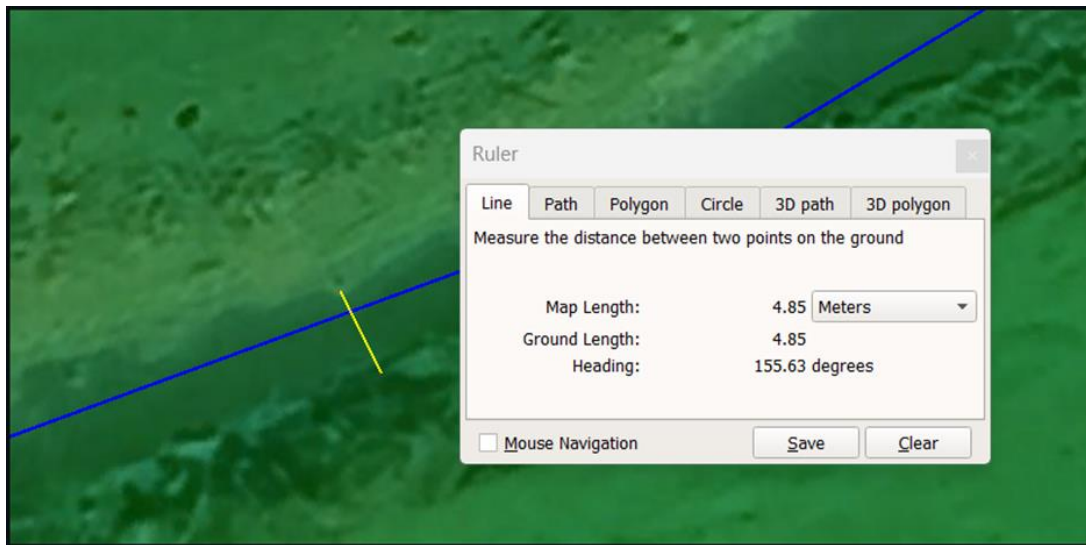 Ruler
Line Path Polygon Circle 3D path 3D polygon
Measure the distance between two points on the ground
Map Length: 4.85 Meters
Ground Length: 4.85
Heading: 155.63 degrees
Mouse Navigation Save Clear